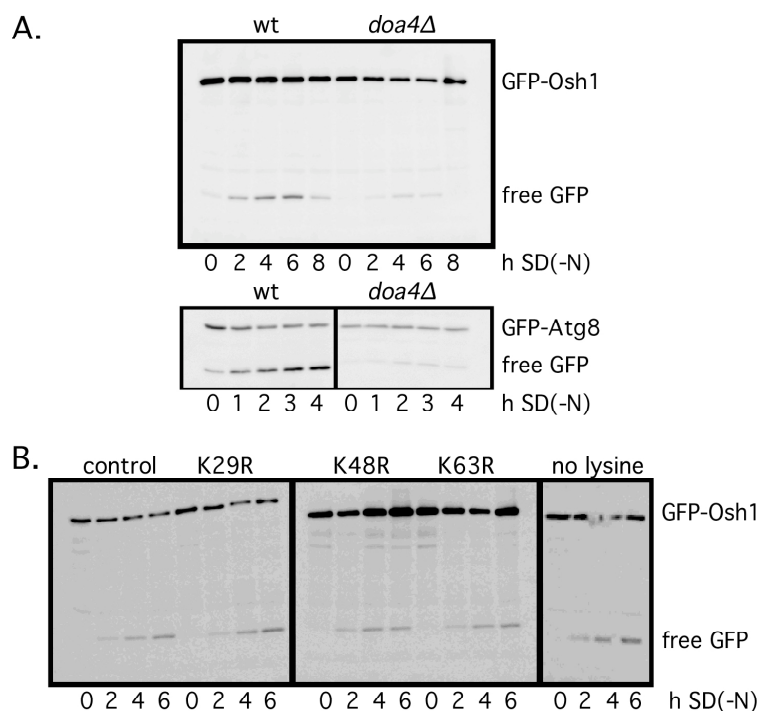 A.
wt doa4Δ
GFP-Osh1
free GFP
0 2 4 6 8 0 2 4 6 8 h SD(-N)
wt doa4Δ
GFP-Atg8
free GFP
0 1 2 3 4 0 1 2 3 4 h SD(-N)
B.
control K29R K48R K63R no lysine
GFP-Osh1
free GFP
0 2 4 6 0 2 4 6 0 2 4 6 0 2 4 6 0 2 4 6 h SD(-N)